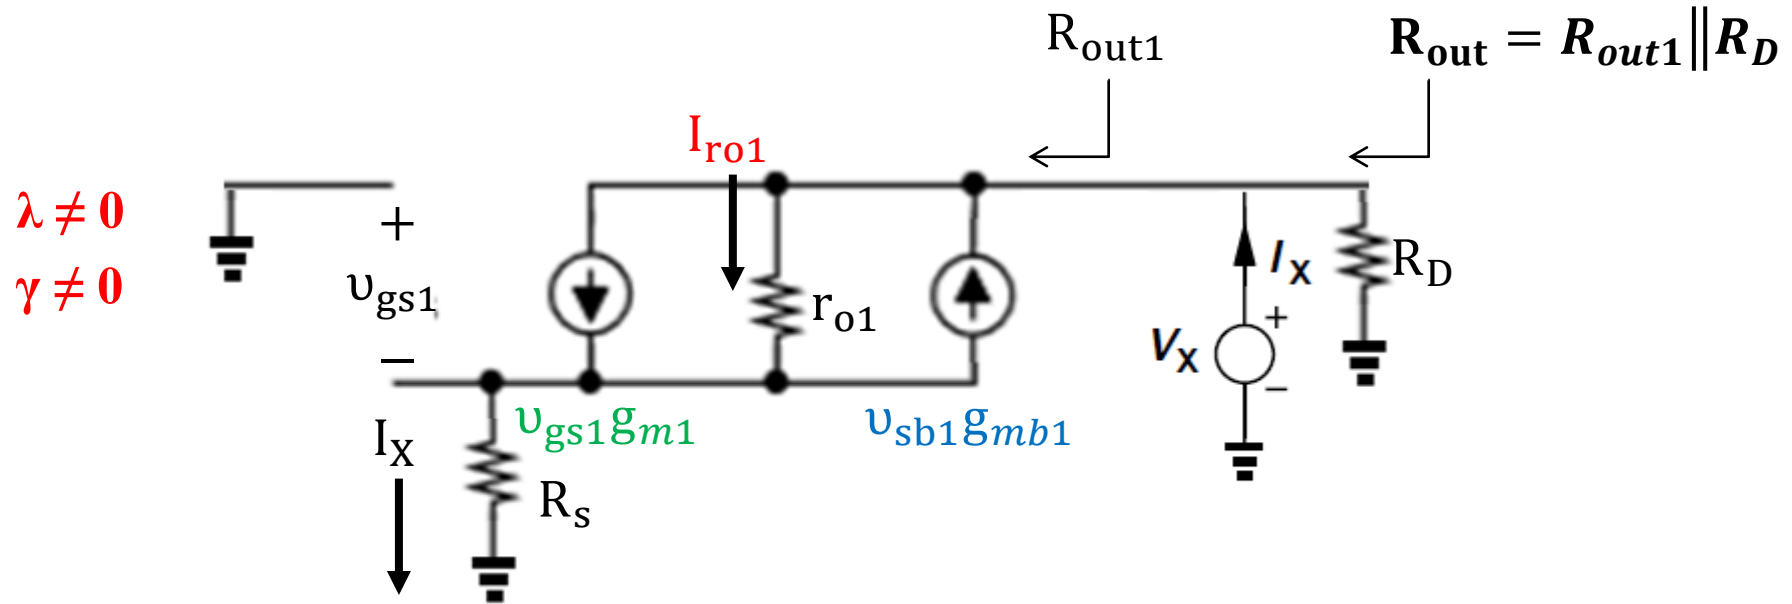 R_out1
R_out = R_out1||R_D
I_ro1
λ ≠ 0
γ ≠ 0
+
υ_gs1
−
r_o1
I_X
R_D
V_X
+
−
υ_gs1 g_m1
υ_sb1 g_mb1
I_X
R_s